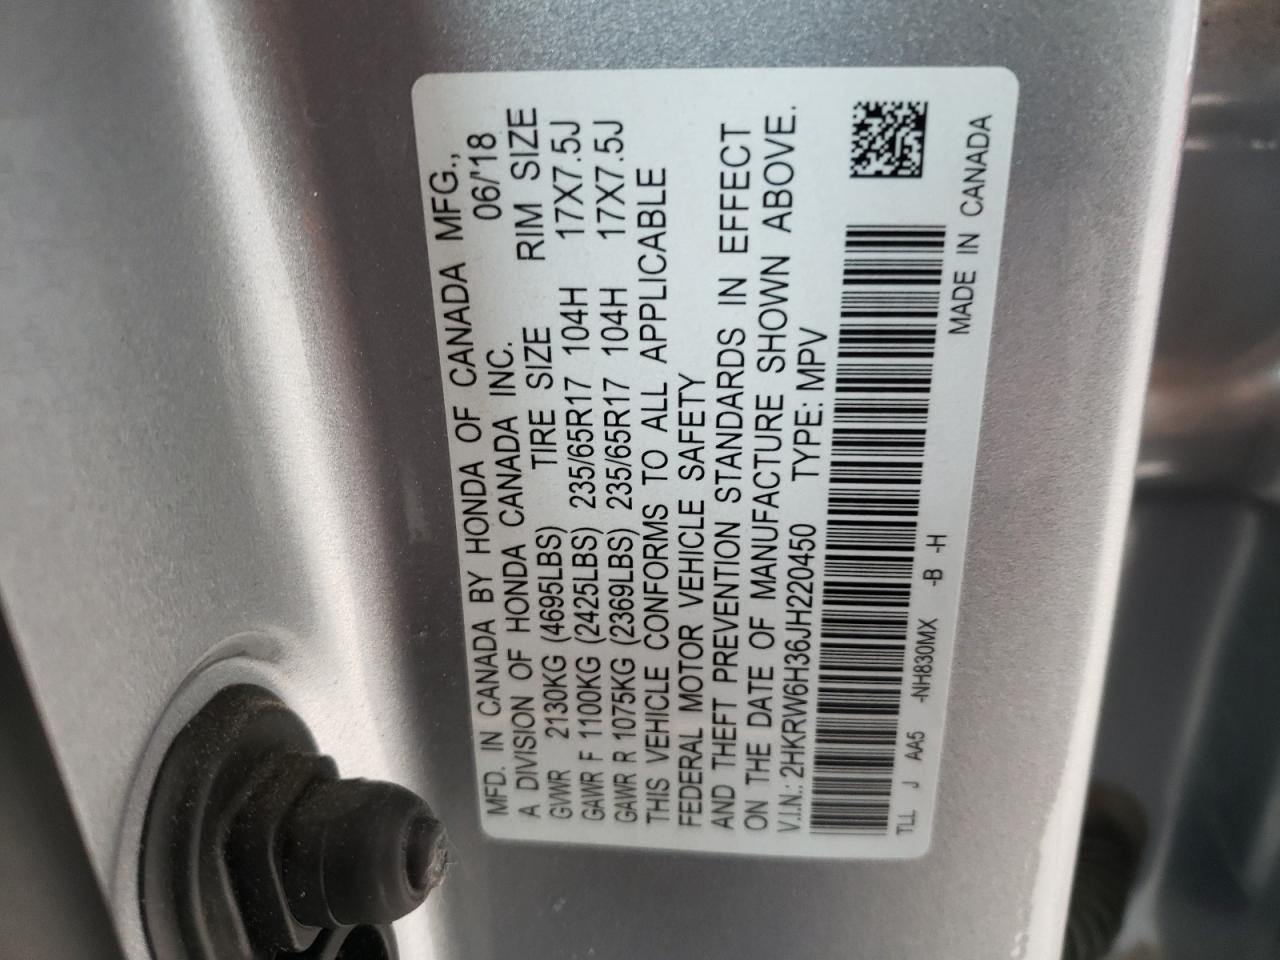 MFD. IN CANADA BY HONDA OF CANADA MFG.,
A DIVISION OF HONDA CANADA INC. 06/'18
GVWR 2130KG (4695LBS) TIRE SIZE RIM SIZE
GAWR F 1100KG (2425LBS) 235/65R17 104H 17X7.5J
GAWR R 1075KG (2369LBS) 235/65R17 104H 17X7.5J
THIS VEHICLE CONFORMS TO ALL APPLICABLE
FEDERAL MOTOR VEHICLE SAFETY
AND THEFT PREVENTION STANDARDS IN EFFECT
ON THE DATE OF MANUFACTURE SHOWN ABOVE.
V.I.N.: 2HKRW6H36JH220450 TYPE: MPV
TLL J AA5 -NH830MX -B -H
MADE IN CANADA